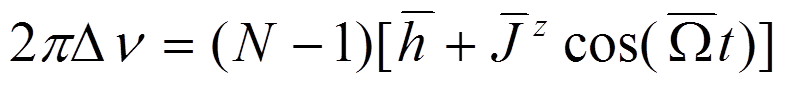 2πΔν = (N − 1)[h̅ + J̅ᶻ cos(Ω̅t)]